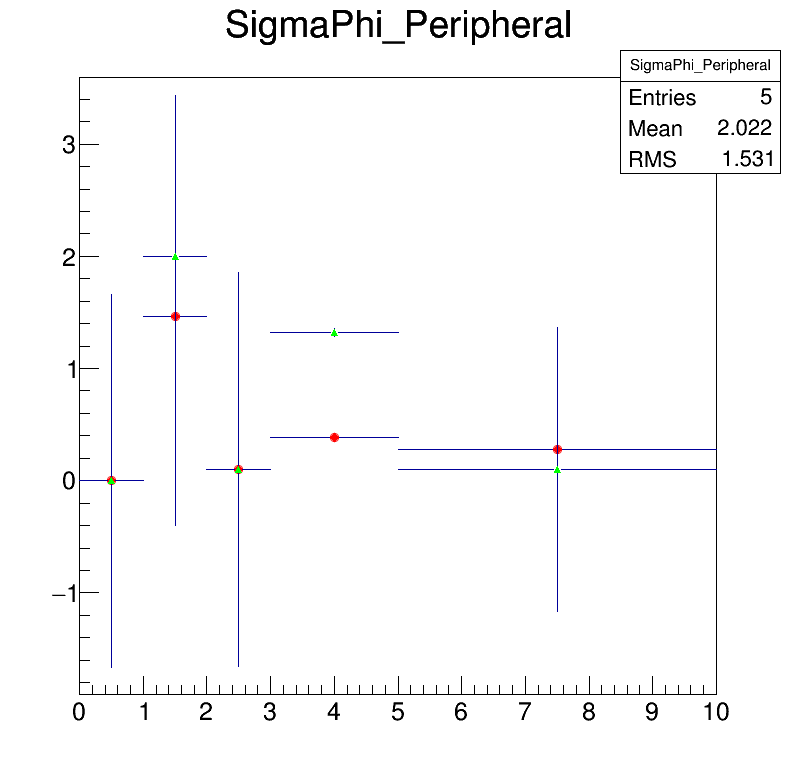 SigmaPhi_Peripheral
SigmaPhi_Peripheral
Entries 5
Mean 2.022
RMS 1.531
3
2
1
0
−1
0 1 2 3 4 5 6 7 8 9 10